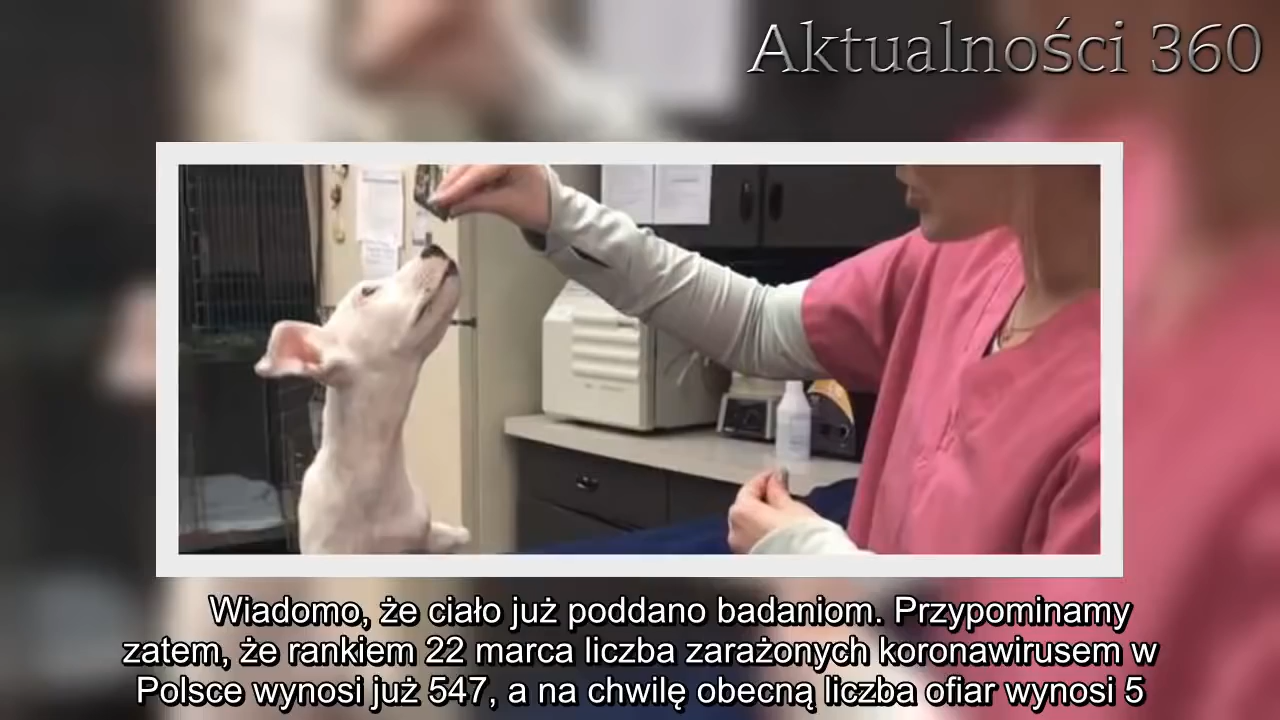 Aktualności 360
Wiadomo, że ciało już poddano badaniom. Przypominamy
zatem, że rankiem 22 marca liczba zarażonych koronawirusem w
Polsce wynosi już 547, a na chwilę obecną liczba ofiar wynosi 5